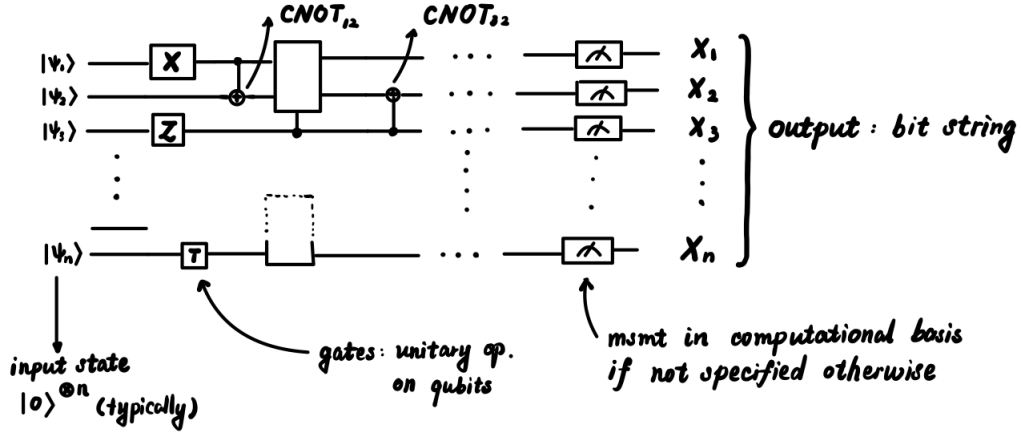 CNOT₁₂
CNOT₃₂
|ψ₁⟩ X X₁
|ψ₂⟩ X₂
|ψ₃⟩ Z X₃
output : bit string
|ψₙ⟩ T Xₙ
gates: unitary op.
on qubits
msmt in computational basis
if not specified otherwise
input state
|0⟩⊗ⁿ (typically)